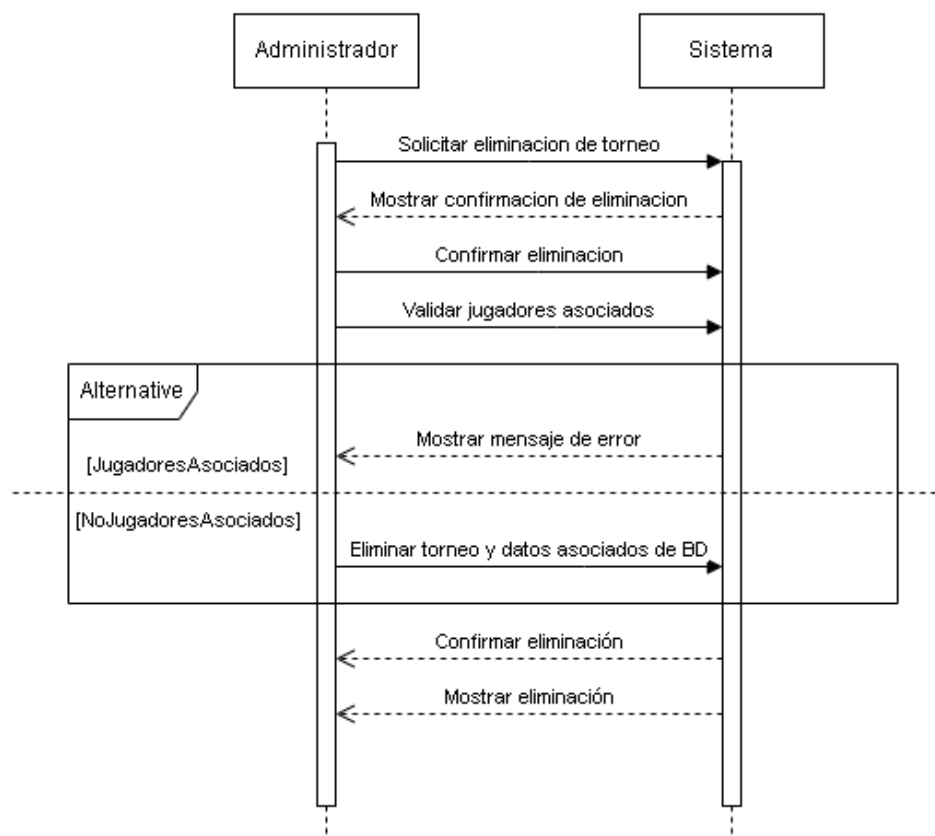 Administrador
Sistema
Solicitar eliminacion de torneo
Mostrar confirmacion de eliminacion
Confirmar eliminacion
Validar jugadores asociados
Alternative
Mostrar mensaje de error
[JugadoresAsociados]
[NoJugadoresAsociados]
Eliminar torneo y datos asociados de BD
Confirmar eliminación
Mostrar eliminación